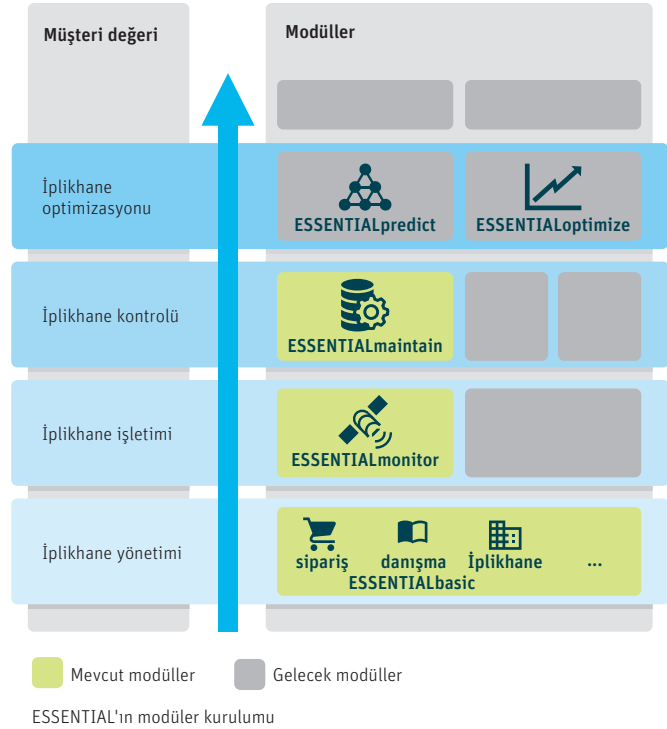 Müşteri değeri
Modüller
İplikhane
optimizasyonu
ESSENTIALpredict
ESSENTIALoptimize
İplikhane kontrolü
ESSENTIALmaintain
İplikhane işletimi
ESSENTIALmonitor
İplikhane yönetimi
sipariş danışma İplikhane ...
ESSENTIALbasic
Mevcut modüller
Gelecek modüller
ESSENTIAL'ın modüler kurulumu